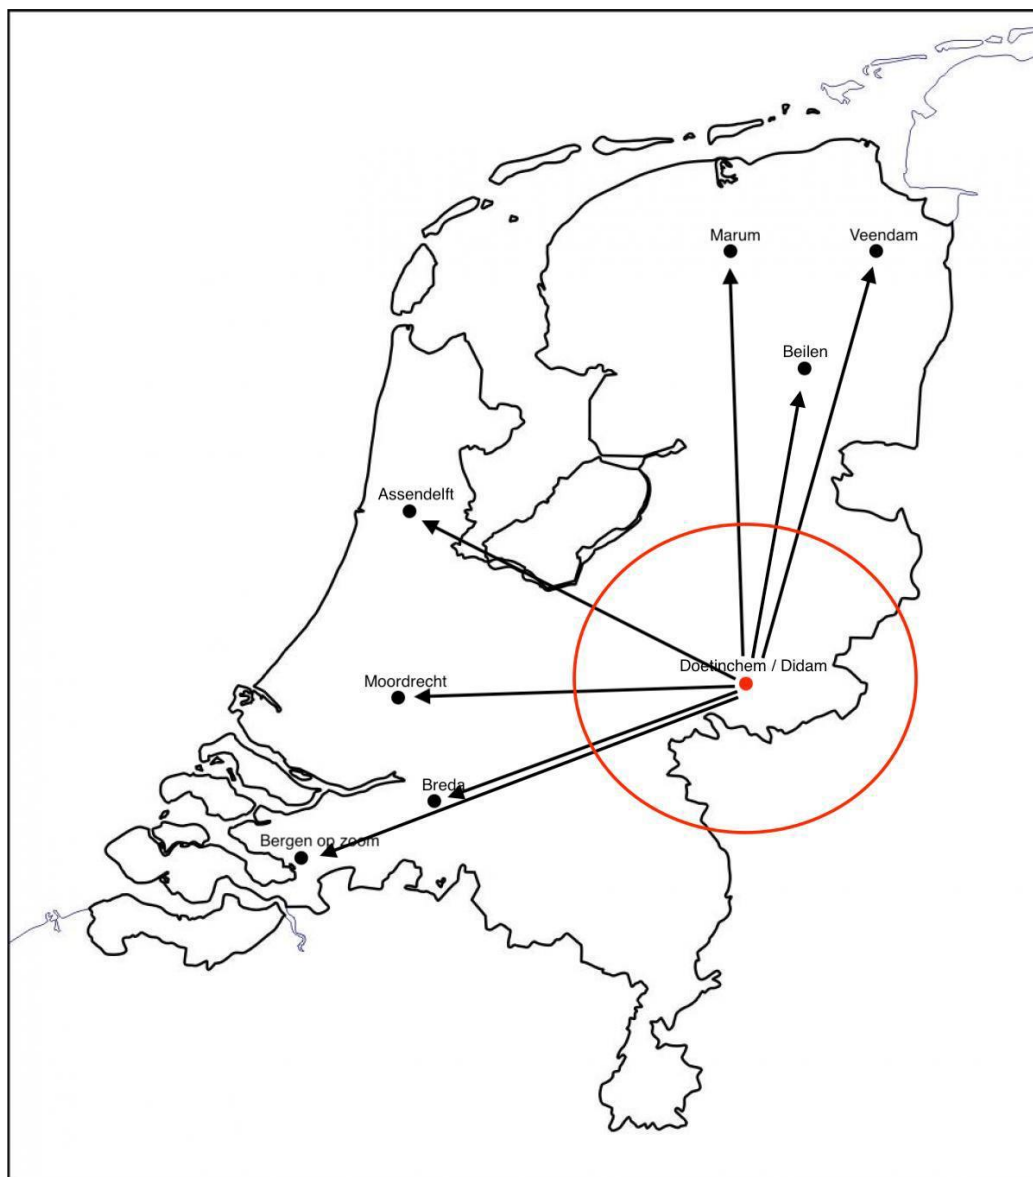 Marum
Veendam
Beilen
Assendelft
Doetinchem / Didam
Moordrecht
Breda
Bergen op zoom